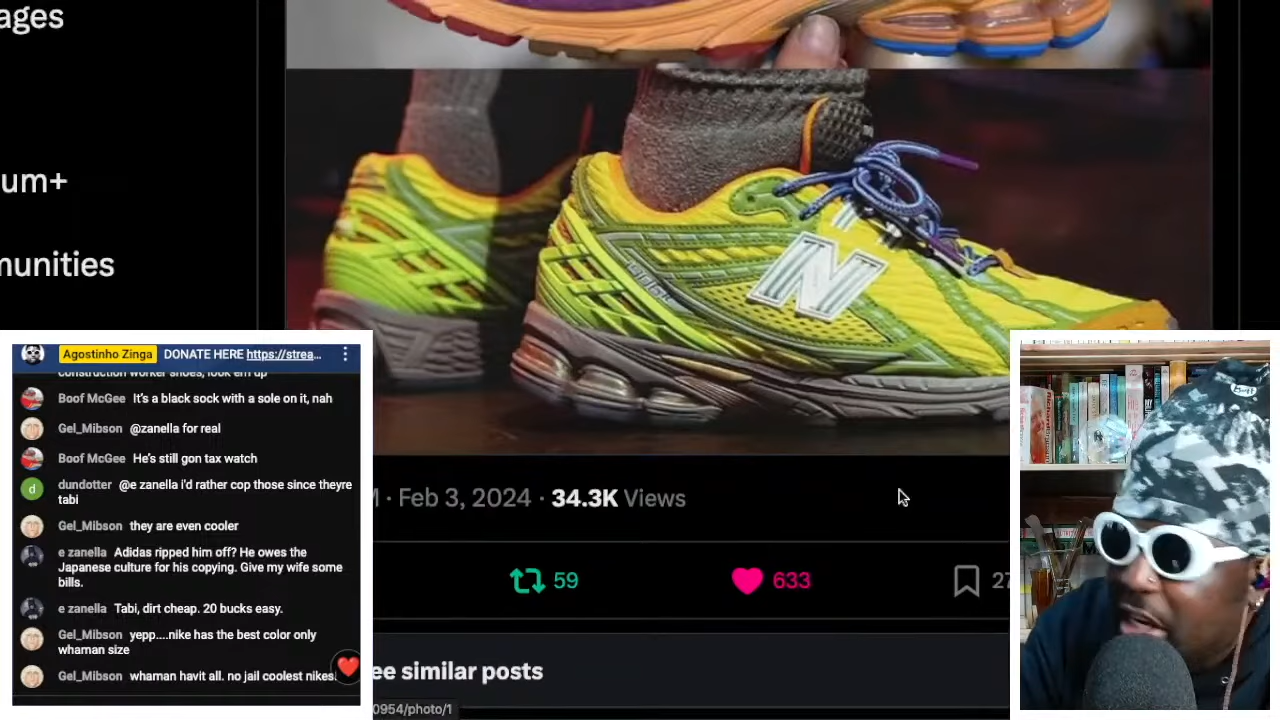 ages
um+
munities
N
Feb 3, 2024 · 34.3K Views
59
633
27
ee similar posts
0954/photo/1
Agostinho Zinga DONATE HERE https://strea...
construction worker shoes, look em up
Boof McGee It's a black sock with a sole on it, nah
Gel_Mibson @zanella for real
Boof McGee He's still gon tax watch
d
dundotter @e zanella i'd rather cop those since theyre
tabi
Gel_Mibson they are even cooler
e zanella Adidas ripped him off? He owes the
Japanese culture for his copying. Give my wife some
bills.
e zanella Tabi, dirt cheap. 20 bucks easy.
Gel_Mibson yepp....nike has the best color only
whaman size
Gel_Mibson whaman havit all. no jail coolest nikes!